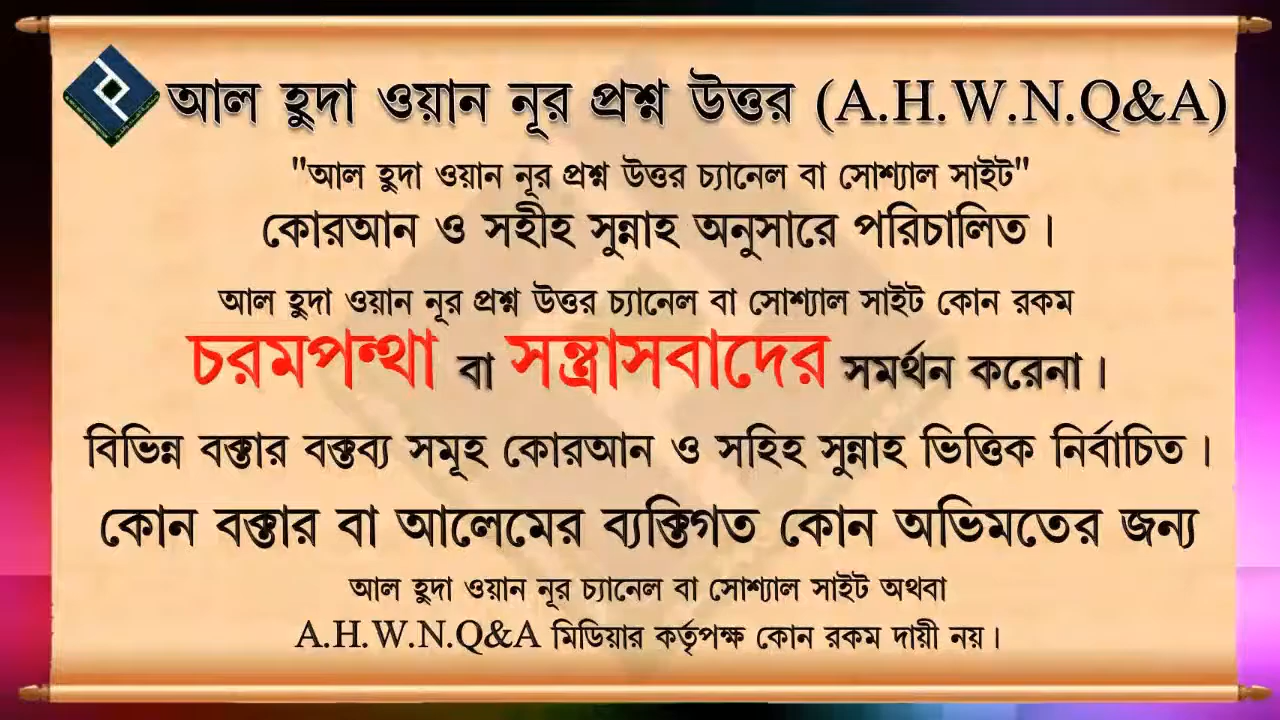 আল হুদা ওয়ান নূর প্রশ্ন উত্তর (A.H.W.N.Q&A)
"আল হুদা ওয়ান নূর প্রশ্ন উত্তর চ্যানেল বা সোশ্যাল সাইট"
কোরআন ও সহীহ সুন্নাহ অনুসারে পরিচালিত।
আল হুদা ওয়ান নূর প্রশ্ন উত্তর চ্যানেল বা সোশ্যাল সাইট কোন রকম
চরমপন্থা বা সন্ত্রাসবাদের সমর্থন করেনা।
বিভিন্ন বক্তার বক্তব্য সমূহ কোরআন ও সহিহ সুন্নাহ ভিত্তিক নির্বাচিত।
কোন বক্তার বা আলেমের ব্যক্তিগত কোন অভিমতের জন্য
আল হুদা ওয়ান নূর চ্যানেল বা সোশ্যাল সাইট অথবা
A.H.W.N.Q&A মিডিয়ার কর্তৃপক্ষ কোন রকম দায়ী নয়।